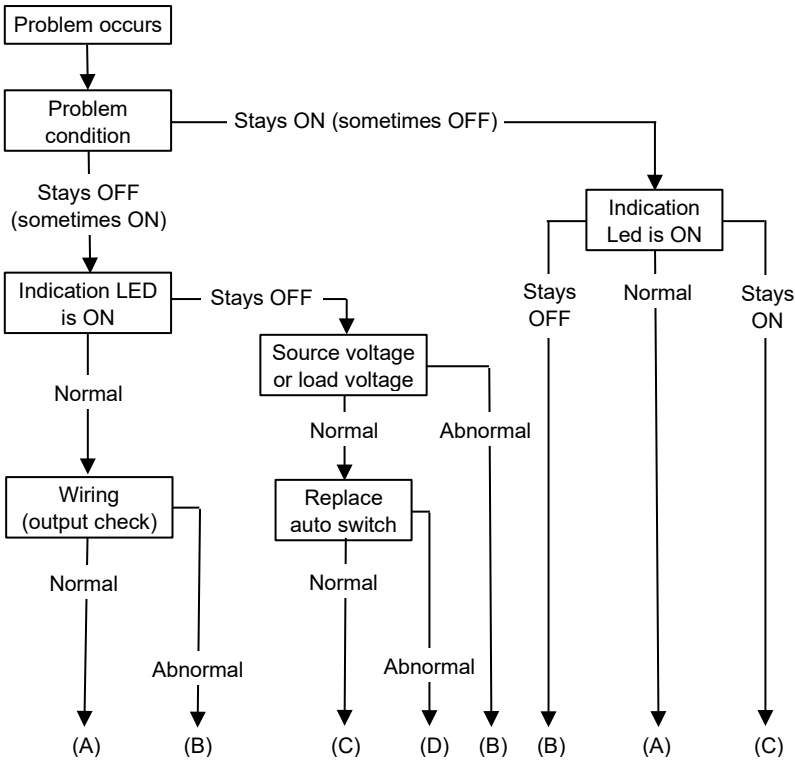 Problem occurs
Problem
condition
Stays ON (sometimes OFF)
Stays OFF
(sometimes ON)
Indication
Led is ON
Indication LED
is ON
Stays OFF
Stays
OFF
Normal
Stays
ON
Source voltage
or load voltage
Normal
Normal
Abnormal
Wiring
(output check)
Replace
auto switch
Normal
Normal
Abnormal
Abnormal
(A)
(B)
(C)
(D)
(B)
(B)
(A)
(C)